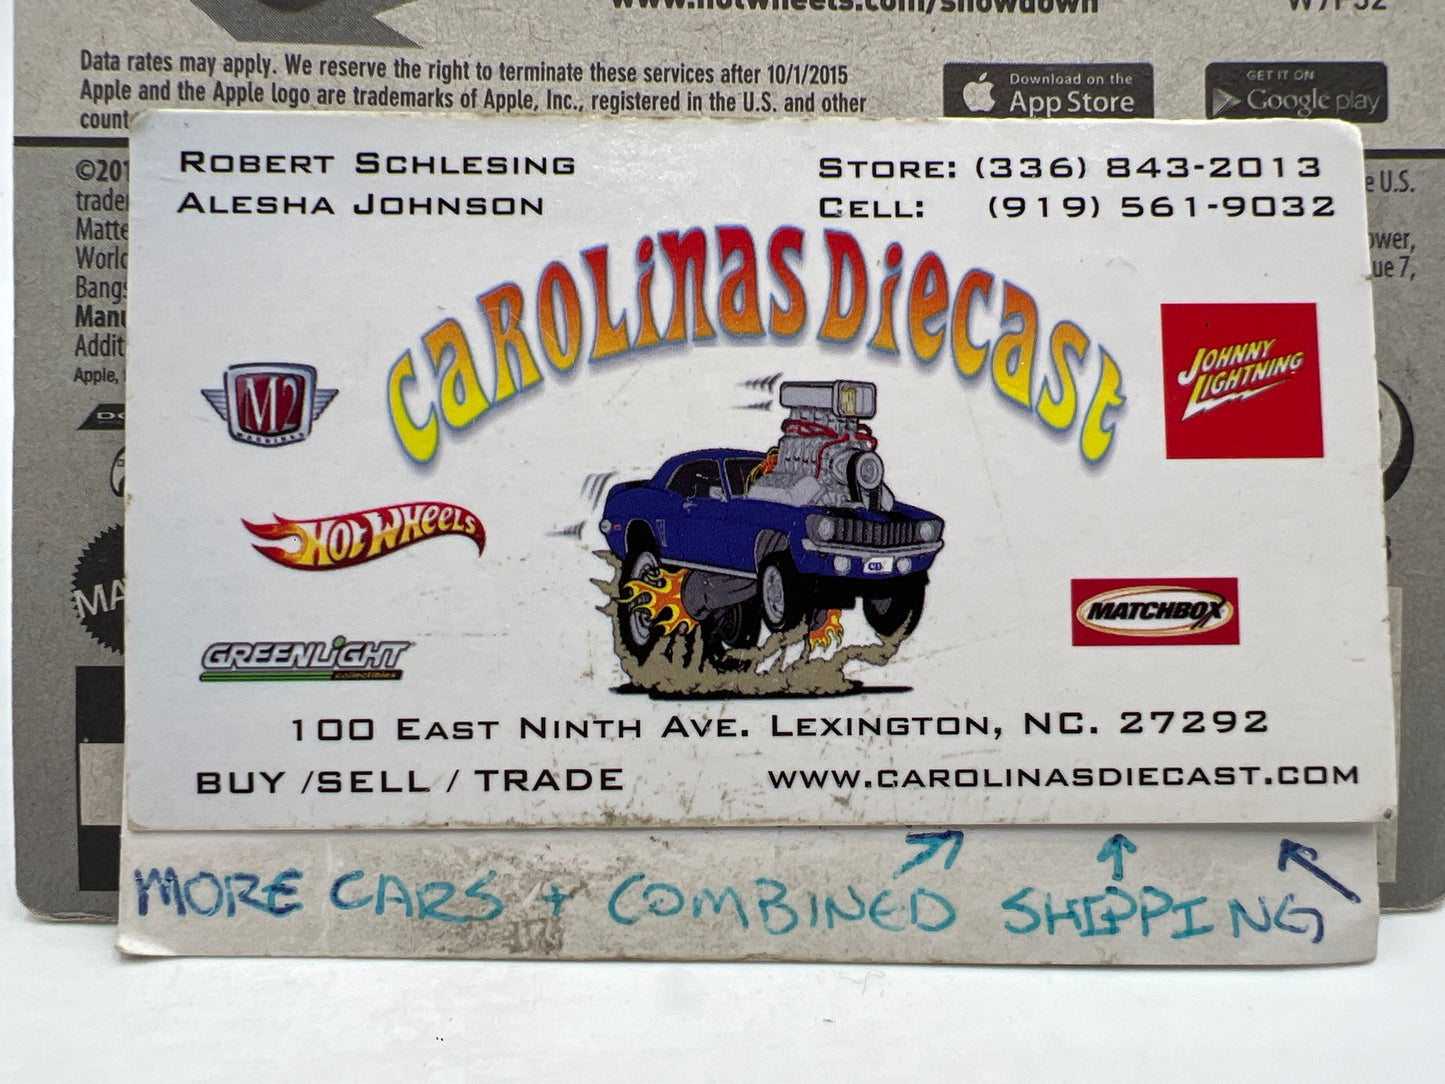 www.hotwheels.com/showdown
Data rates may apply. We reserve the right to terminate these services after 10/1/2015
Apple and the Apple logo are trademarks of Apple, Inc., registered in the U.S. and other
Download on the
App Store
GET IT ON
Google play
ROBERT SCHLESING
ALESHA JOHNSON
STORE: (336) 843-2013
CELL: (919) 561-9032
CAROLINAS DIECAST
M2
MACHINES
JOHNNY
LIGHTNING
HOT WHEELS
CD
MATCHBOX
GREENLIGHT
collectibles
100 EAST NINTH AVE. LEXINGTON, NC. 27292
BUY /SELL / TRADE
WWW.CAROLINASDIECAST.COM
MORE CARS + COMBINED SHIPPING
U.S.
Apple,